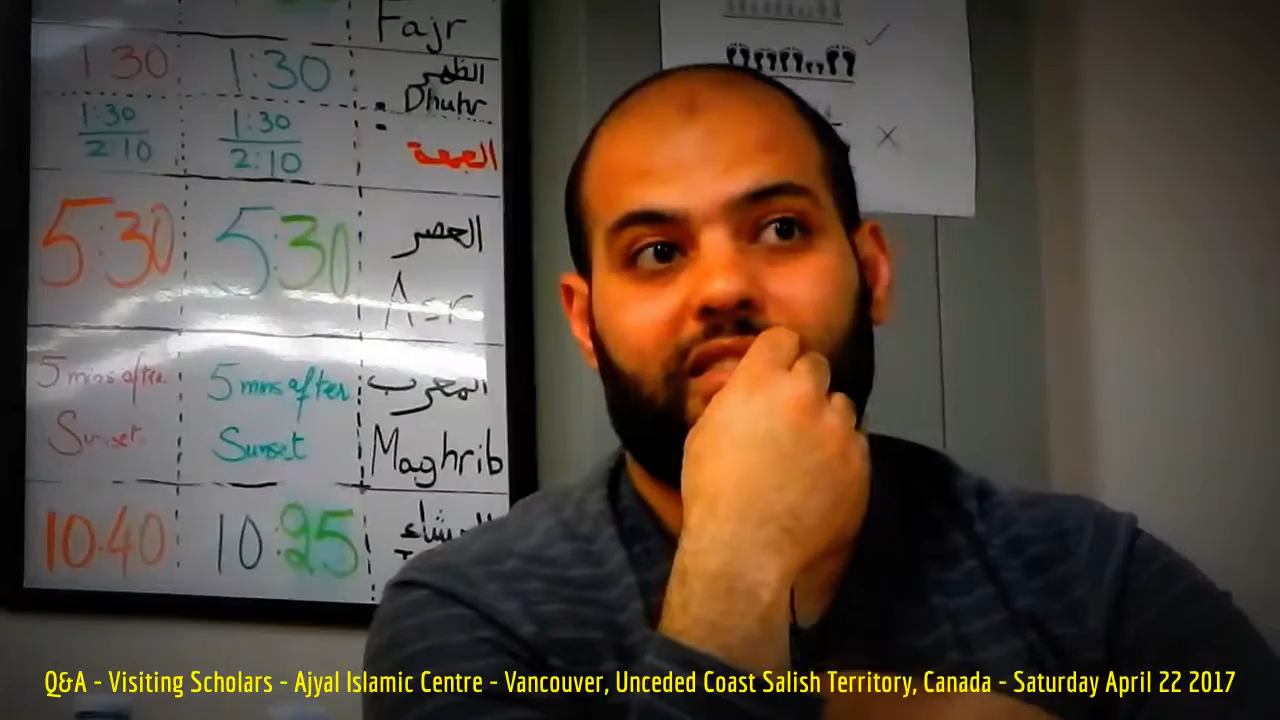 Fajr
1 30 1:30 الظهر
Dhuhr
1:30 1:30
2:10 2:10
الجمعة
5:30 5:30 العصر
Asr
5 mins after 5 mins after المغرب
Sunset Sunset Maghrib
10:40 10:25 العشاء
Q&A - Visiting Scholars - Ajyal Islamic Centre - Vancouver, Unceded Coast Salish Territory, Canada - Saturday April 22 2017